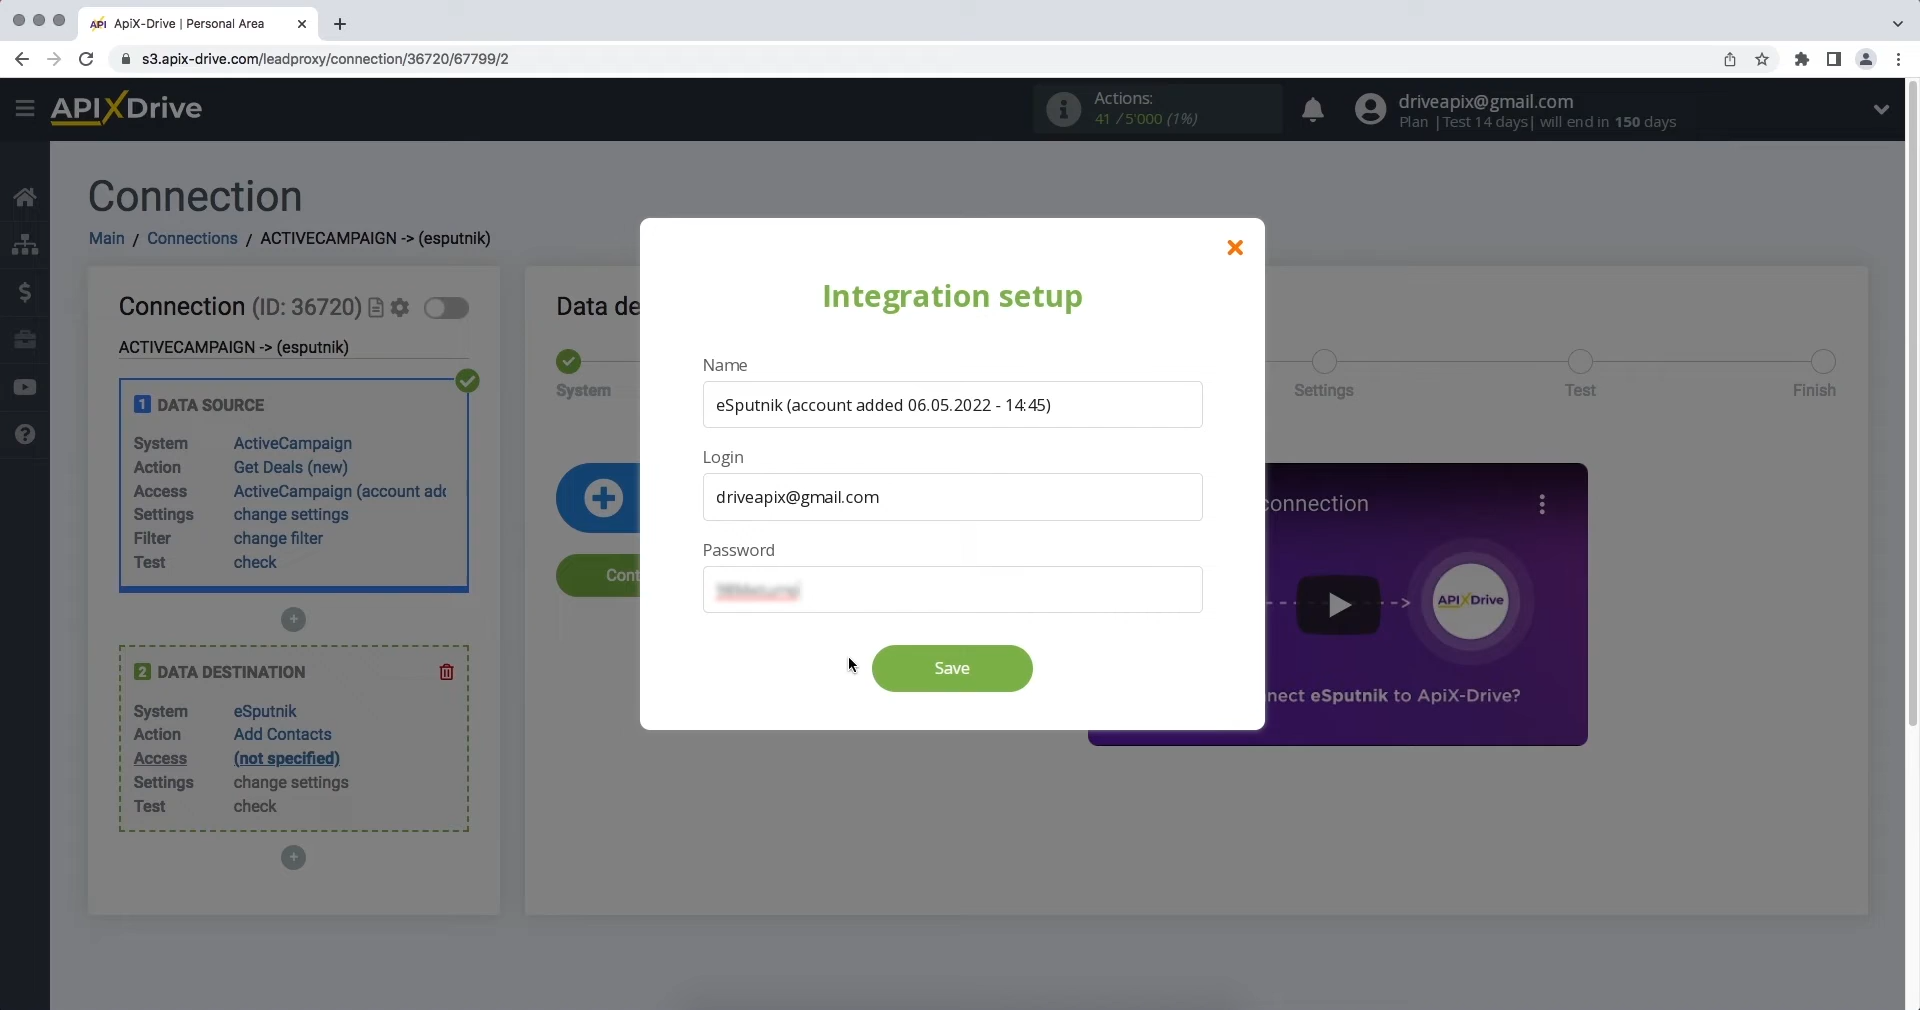 API ApiX-Drive | Personal Area
s3.apix-drive.com/leadproxy/connection/36720/67799/2
APIXDrive
Actions:
41 / 5'000 (1%)
driveapix@gmail.com
Plan | Test 14 days | will end in 150 days
Connection
Main / Connections / ACTIVECAMPAIGN -> (esputnik)
Connection (ID: 36720)
ACTIVECAMPAIGN -> (esputnik)
1 DATA SOURCE
System ActiveCampaign
Action Get Deals (new)
Access ActiveCampaign (account adc
Settings change settings
Filter change filter
Test check
2 DATA DESTINATION
System eSputnik
Action Add Contacts
Access (not specified)
Settings change settings
Test check
Data de
System
Settings
Test
Finish
Cont
Integration setup
Name
eSputnik (account added 06.05.2022 - 14:45)
Login
driveapix@gmail.com
Password
Save
connection
APIXDrive
nect eSputnik to ApiX-Drive?